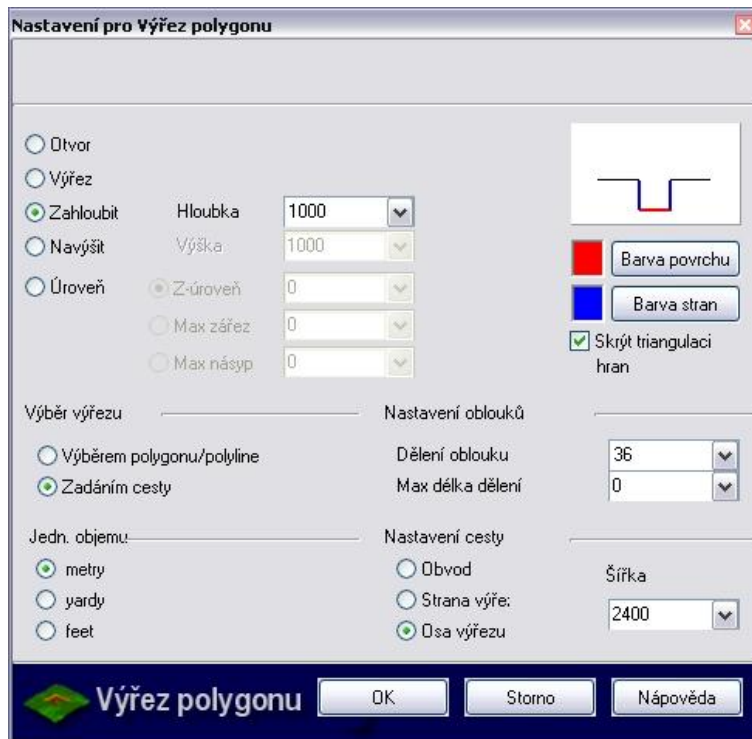 Nastavení pro Výřez polygonu
Otvor
Výřez
Zahloubit Hloubka 1000
Navýšit Výška 1000
Úroveň Z-úroveň 0
Max zářez 0
Max násyp 0
Barva povrchu
Barva stran
Skrýt triangulaci
hran
Výběr výřezu
Výběrem polygonu/polyline
Zadáním cesty
Nastavení oblouků
Dělení oblouku 36
Max délka dělení 0
Jedn. objemu
metry
yardy
feet
Nastavení cesty
Obvod
Strana výře:
Osa výřezu
Šířka
2400
Výřez polygonu OK Storno Nápověda